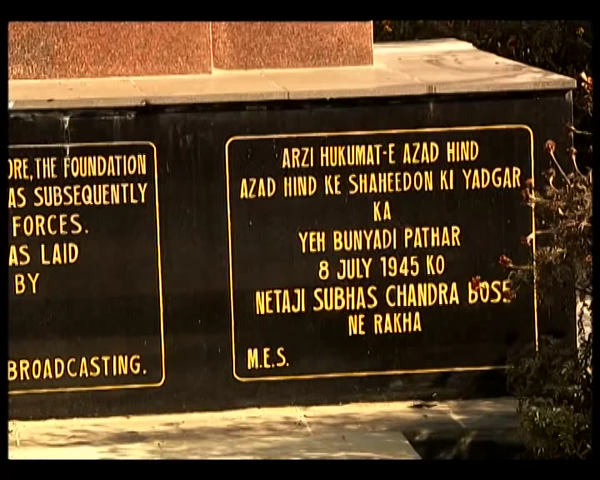 ORE, THE FOUNDATION
AS SUBSEQUENTLY
FORCES.
AS LAID
BY
BROADCASTING.
ARZI HUKUMAT-E AZAD HIND
AZAD HIND KE SHAHEEDON KI YADGAR
KA
YEH BUNYADI PATHAR
8 JULY 1945 KO
NETAJI SUBHAS CHANDRA BOSE
NE RAKHA
M.E.S.